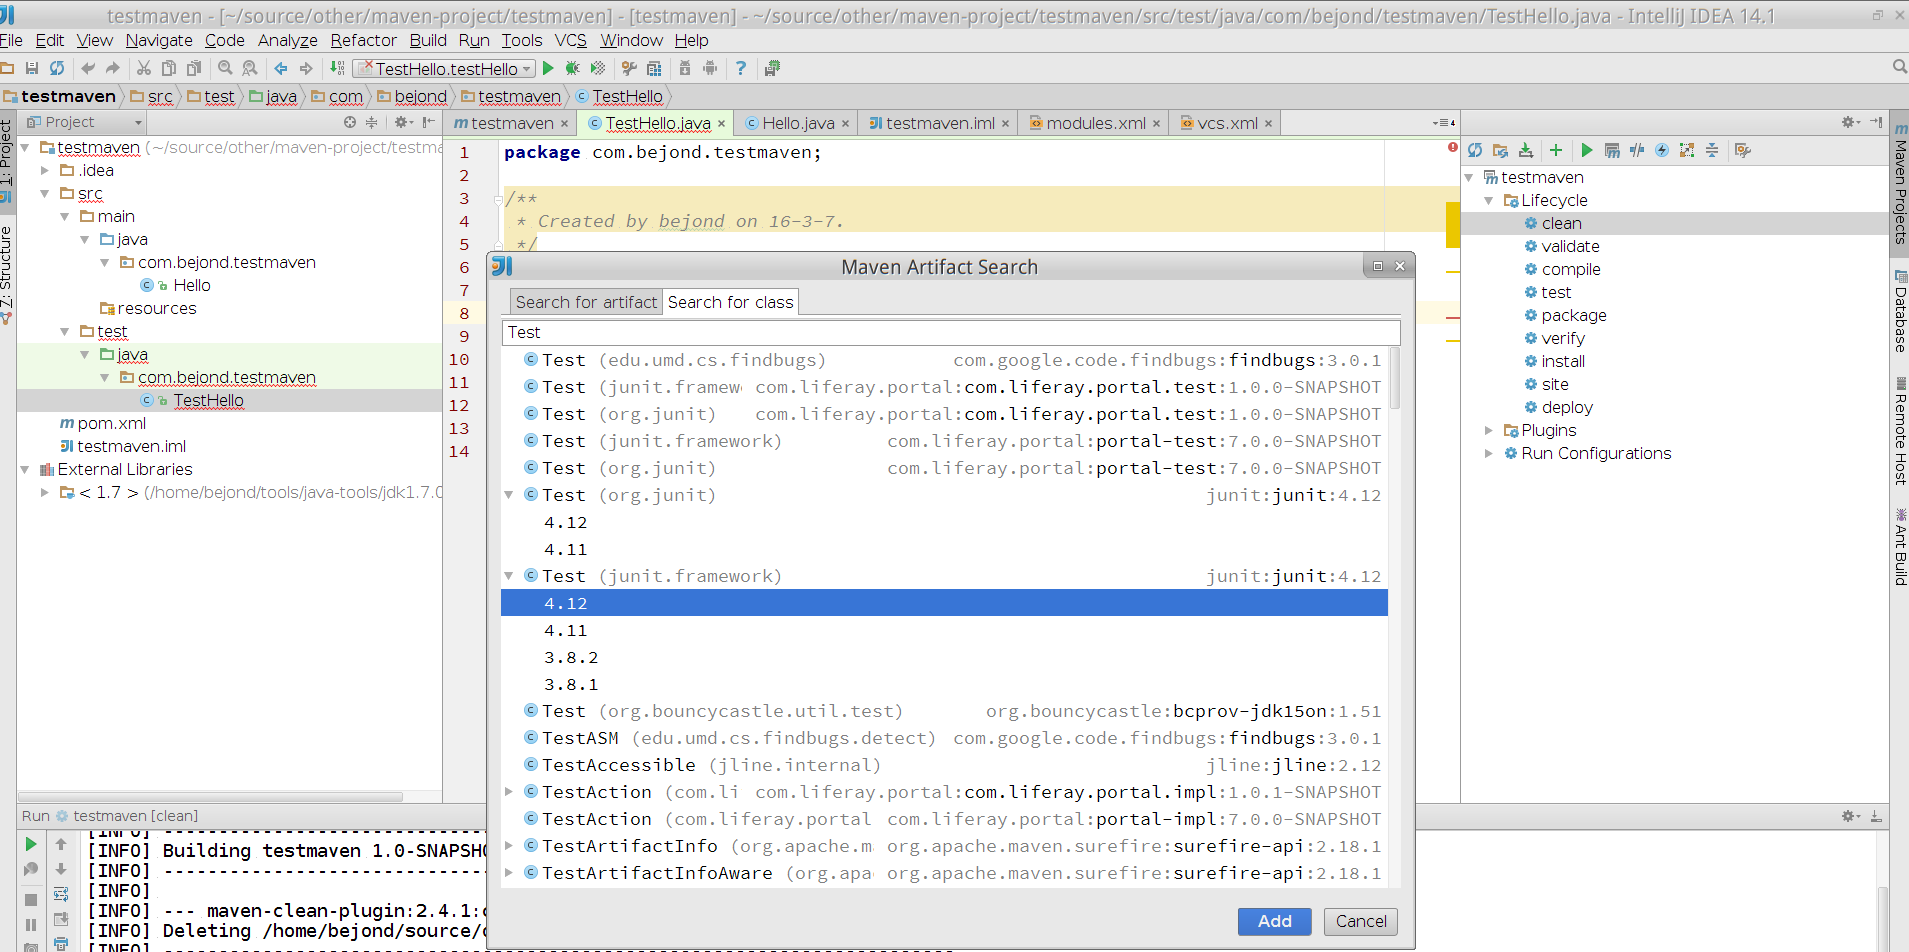 testmaven - [~/source/other/maven-project/testmaven] - [testmaven] - ~/source/other/maven-project/testmaven/src/test/java/com/bejond/testmaven/TestHello.java - IntelliJ IDEA 14.1
File Edit View Navigate Code Analyze Refactor Build Run Tools VCS Window Help
TestHello.testHello
testmaven src test java com bejond testmaven TestHello
Project
testmaven TestHello.java Hello.java testmaven.iml modules.xml vcs.xml
1: Project
Z: Structure
testmaven (~/source/other/maven-project/testma
.idea
src
main
java
com.bejond.testmaven
Hello
resources
test
java
com.bejond.testmaven
TestHello
pom.xml
testmaven.iml
External Libraries
< 1.7 > (/home/bejond/tools/java-tools/jdk1.7.0
1 package com.bejond.testmaven;
2
3 /**
4 * Created by bejond on 16-3-7.
5 */
6
7
8
9
10
11
12
13
14
Maven Artifact Search
Search for artifact Search for class
Test
Test (edu.umd.cs.findbugs) com.google.code.findbugs:findbugs:3.0.1
Test (junit.framew com.liferay.portal:com.liferay.portal.test:1.0.0-SNAPSHOT
Test (org.junit) com.liferay.portal:com.liferay.portal.test:1.0.0-SNAPSHOT
Test (junit.framework) com.liferay.portal:portal-test:7.0.0-SNAPSHOT
Test (org.junit) com.liferay.portal:portal-test:7.0.0-SNAPSHOT
Test (org.junit) junit:junit:4.12
4.12
4.11
Test (junit.framework) junit:junit:4.12
4.12
4.11
3.8.2
3.8.1
Test (org.bouncycastle.util.test) org.bouncycastle:bcprov-jdk15on:1.51
TestASM (edu.umd.cs.findbugs.detect) com.google.code.findbugs:findbugs:3.0.1
TestAccessible (jline.internal) jline:jline:2.12
TestAction (com.li com.liferay.portal:com.liferay.portal.impl:1.0.1-SNAPSHOT
TestAction (com.liferay.portal com.liferay.portal:portal-impl:7.0.0-SNAPSHOT
TestArtifactInfo (org.apache.m org.apache.maven.surefire:surefire-api:2.18.1
TestArtifactInfoAware (org.apa org.apache.maven.surefire:surefire-api:2.18.1
Add Cancel
testmaven
Lifecycle
clean
validate
compile
test
package
verify
install
site
deploy
Plugins
Run Configurations
Maven Projects
Database
Remote Host
Ant Build
Run testmaven [clean]
[INFO] ------------------------------------
[INFO] Building testmaven 1.0-SNAPSHO
[INFO] ------------------------------------
[INFO]
[INFO] --- maven-clean-plugin:2.4.1:c
[INFO] Deleting /home/bejond/source/o
[INFO] ------------------------------------